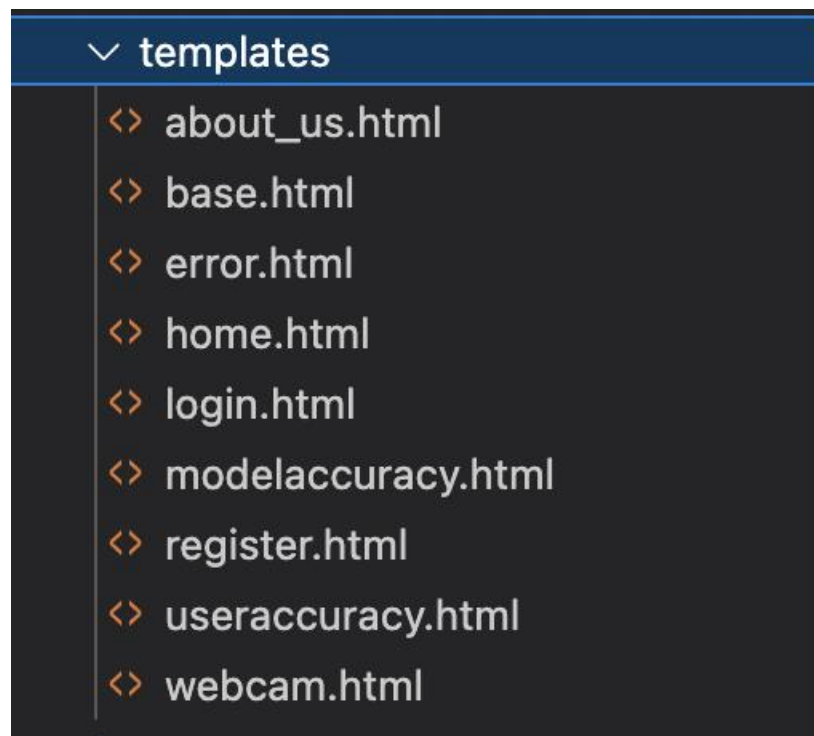 templates
about_us.html
base.html
error.html
home.html
login.html
modelaccuracy.html
register.html
useraccuracy.html
webcam.html